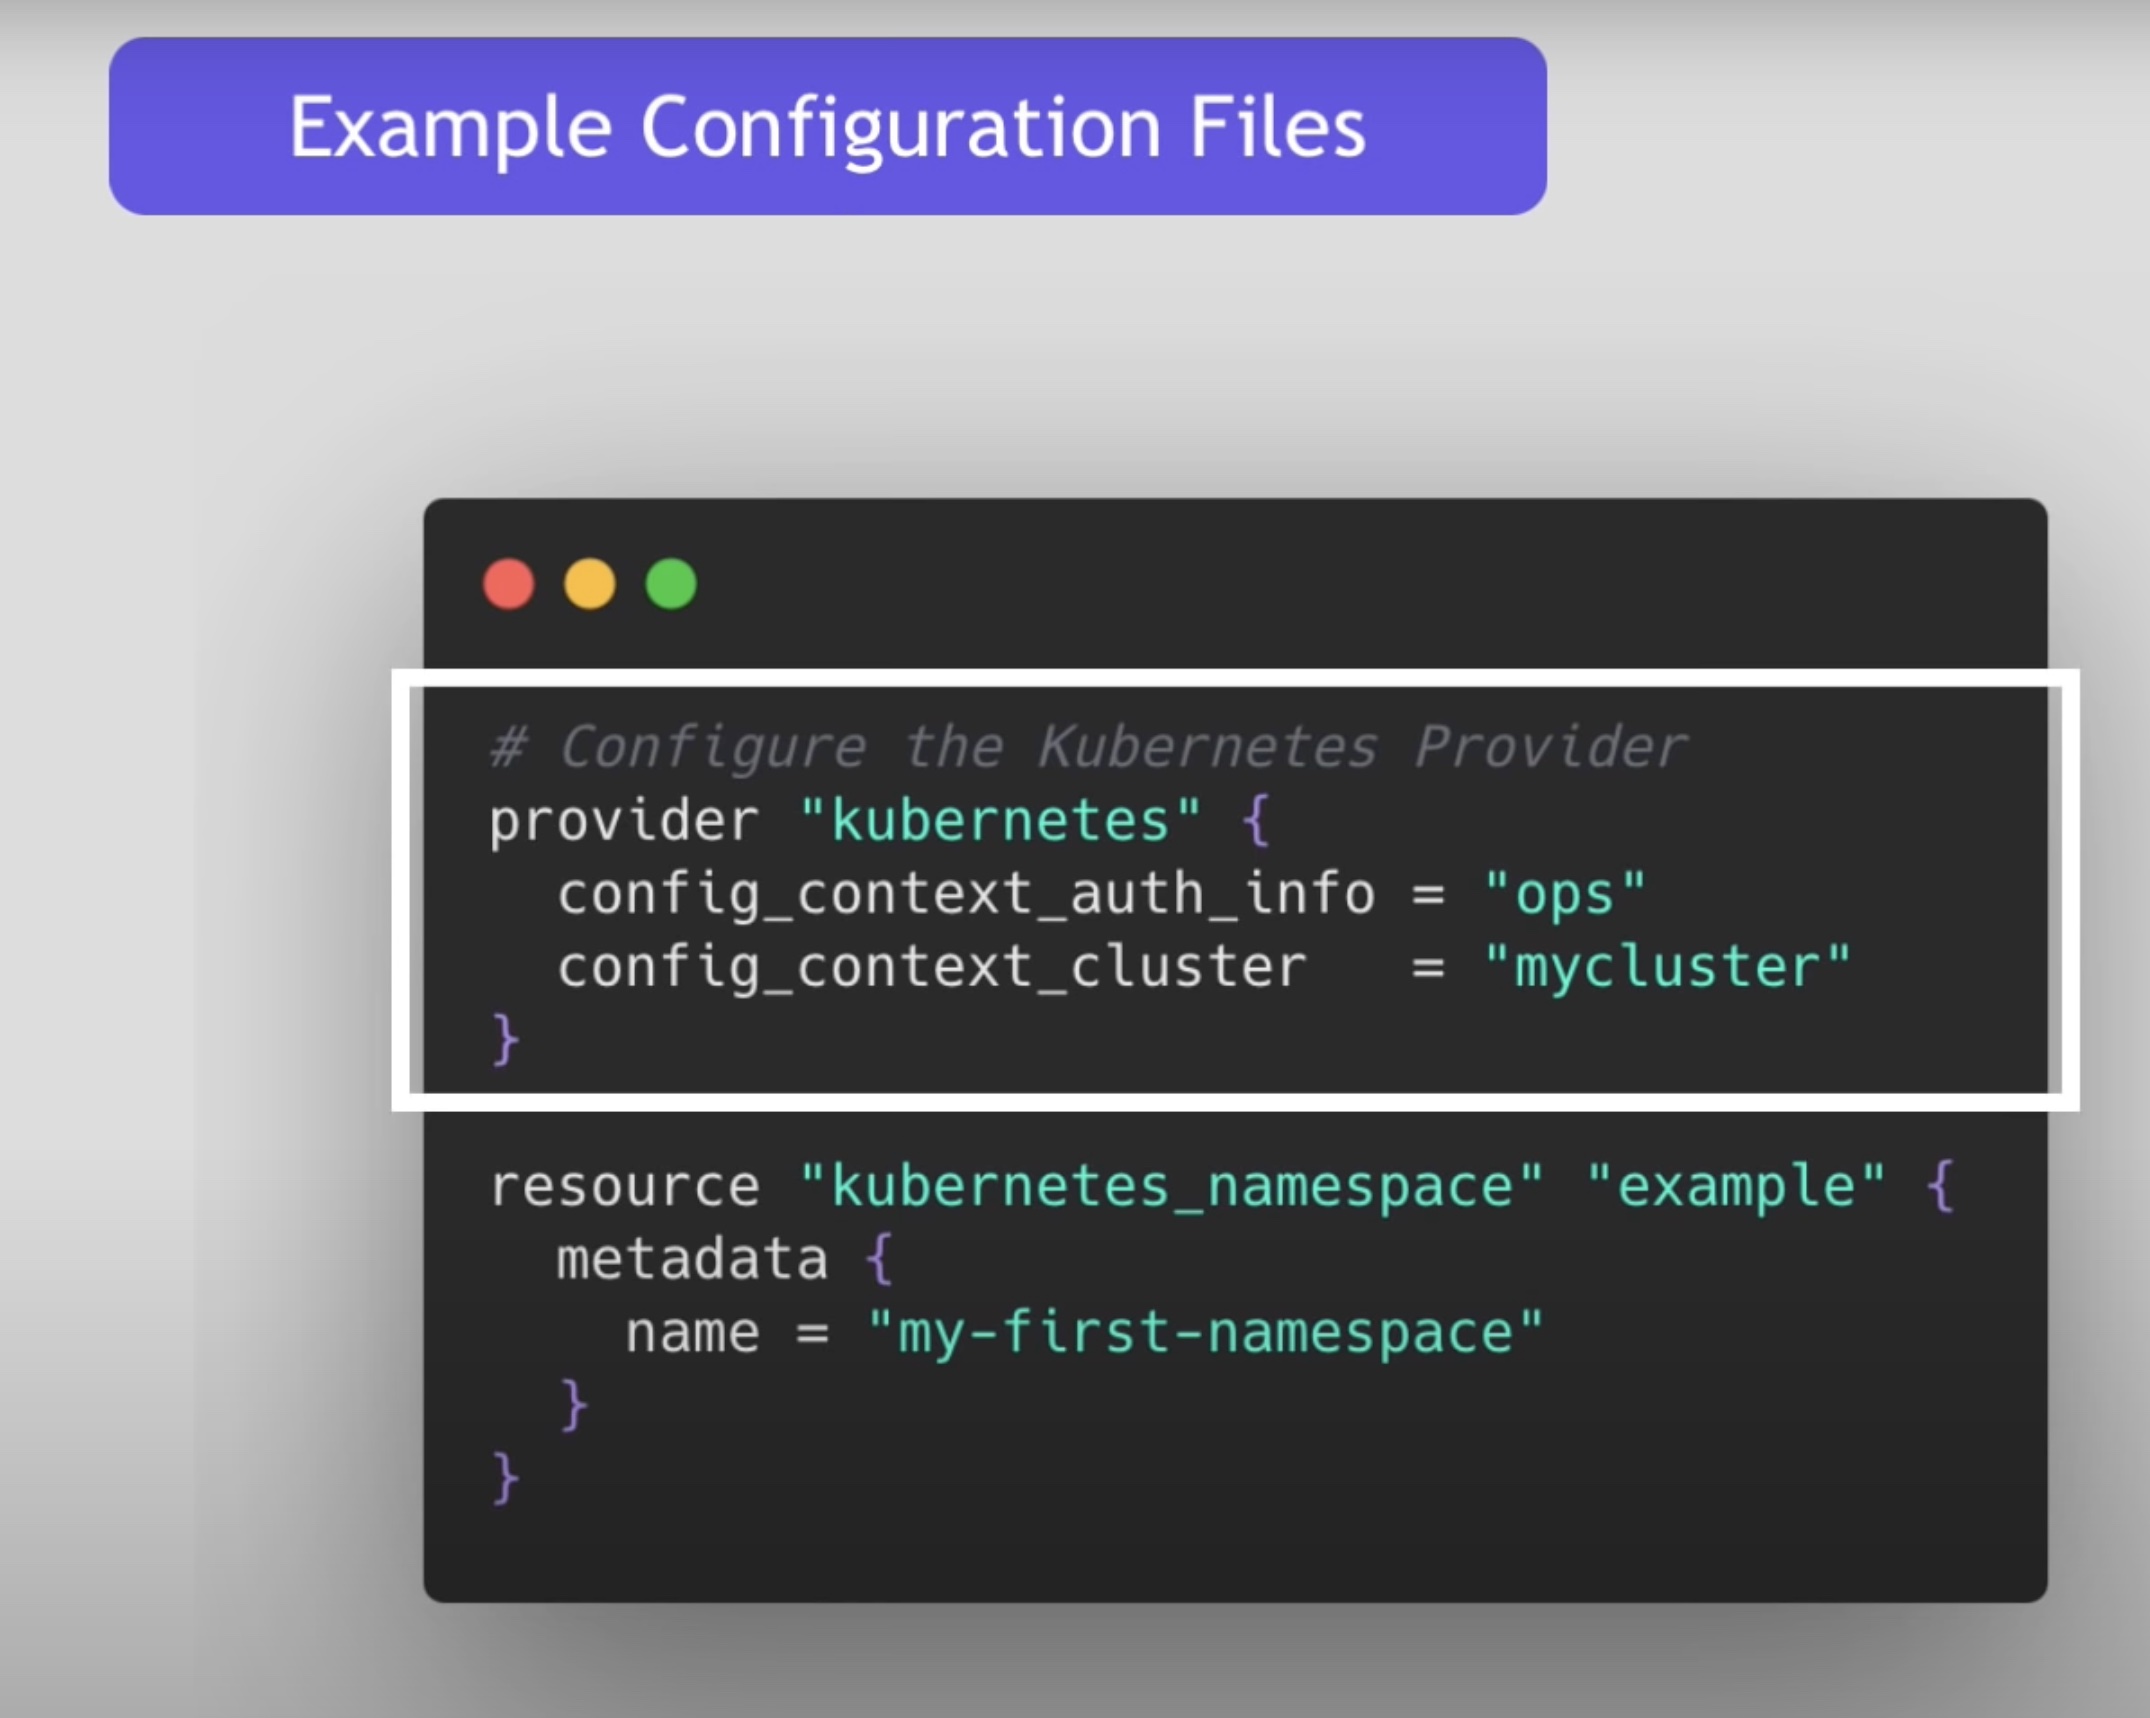 Example Configuration Files
# Configure the Kubernetes Provider
provider "kubernetes" {
  config_context_auth_info = "ops"
  config_context_cluster   = "mycluster"
}
resource "kubernetes_namespace" "example" {
  metadata {
    name = "my-first-namespace"
  }
}